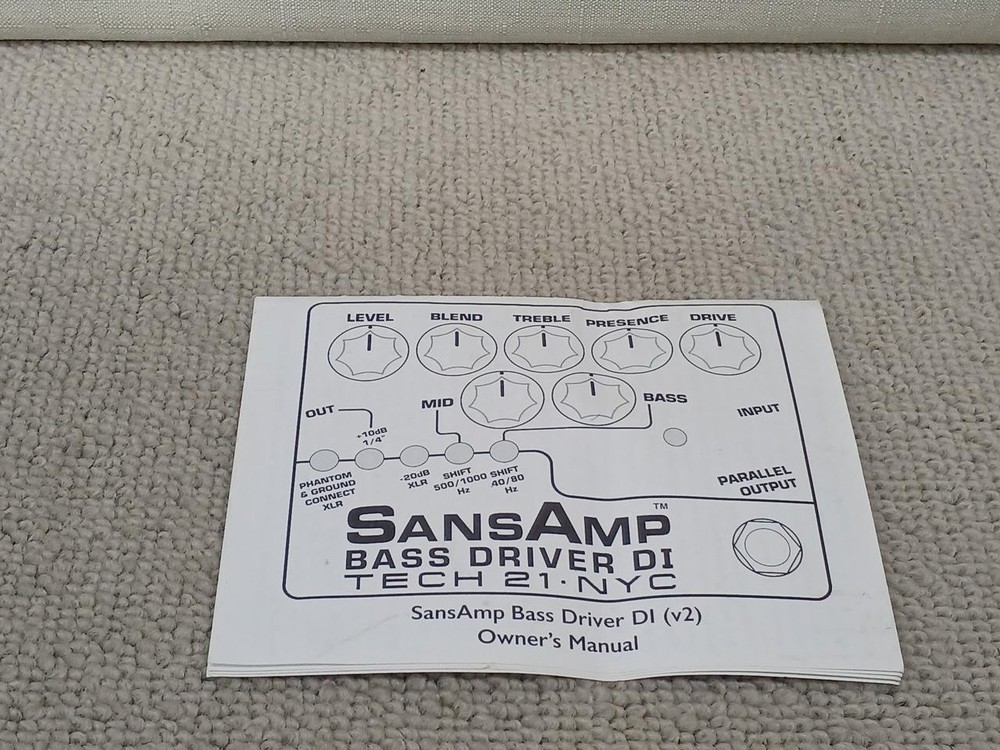 LEVEL BLEND TREBLE PRESENCE DRIVE
MID BASS
OUT
INPUT
+10dB
1/4"
PHANTOM
& GROUND
CONNECT
XLR
-20dB
XLR
SHIFT
500/1000
Hz
SHIFT
40/80
Hz
PARALLEL
OUTPUT
SANSAMP™
BASS DRIVER DI
TECH 21·NYC
SansAmp Bass Driver DI (v2)
Owner's Manual